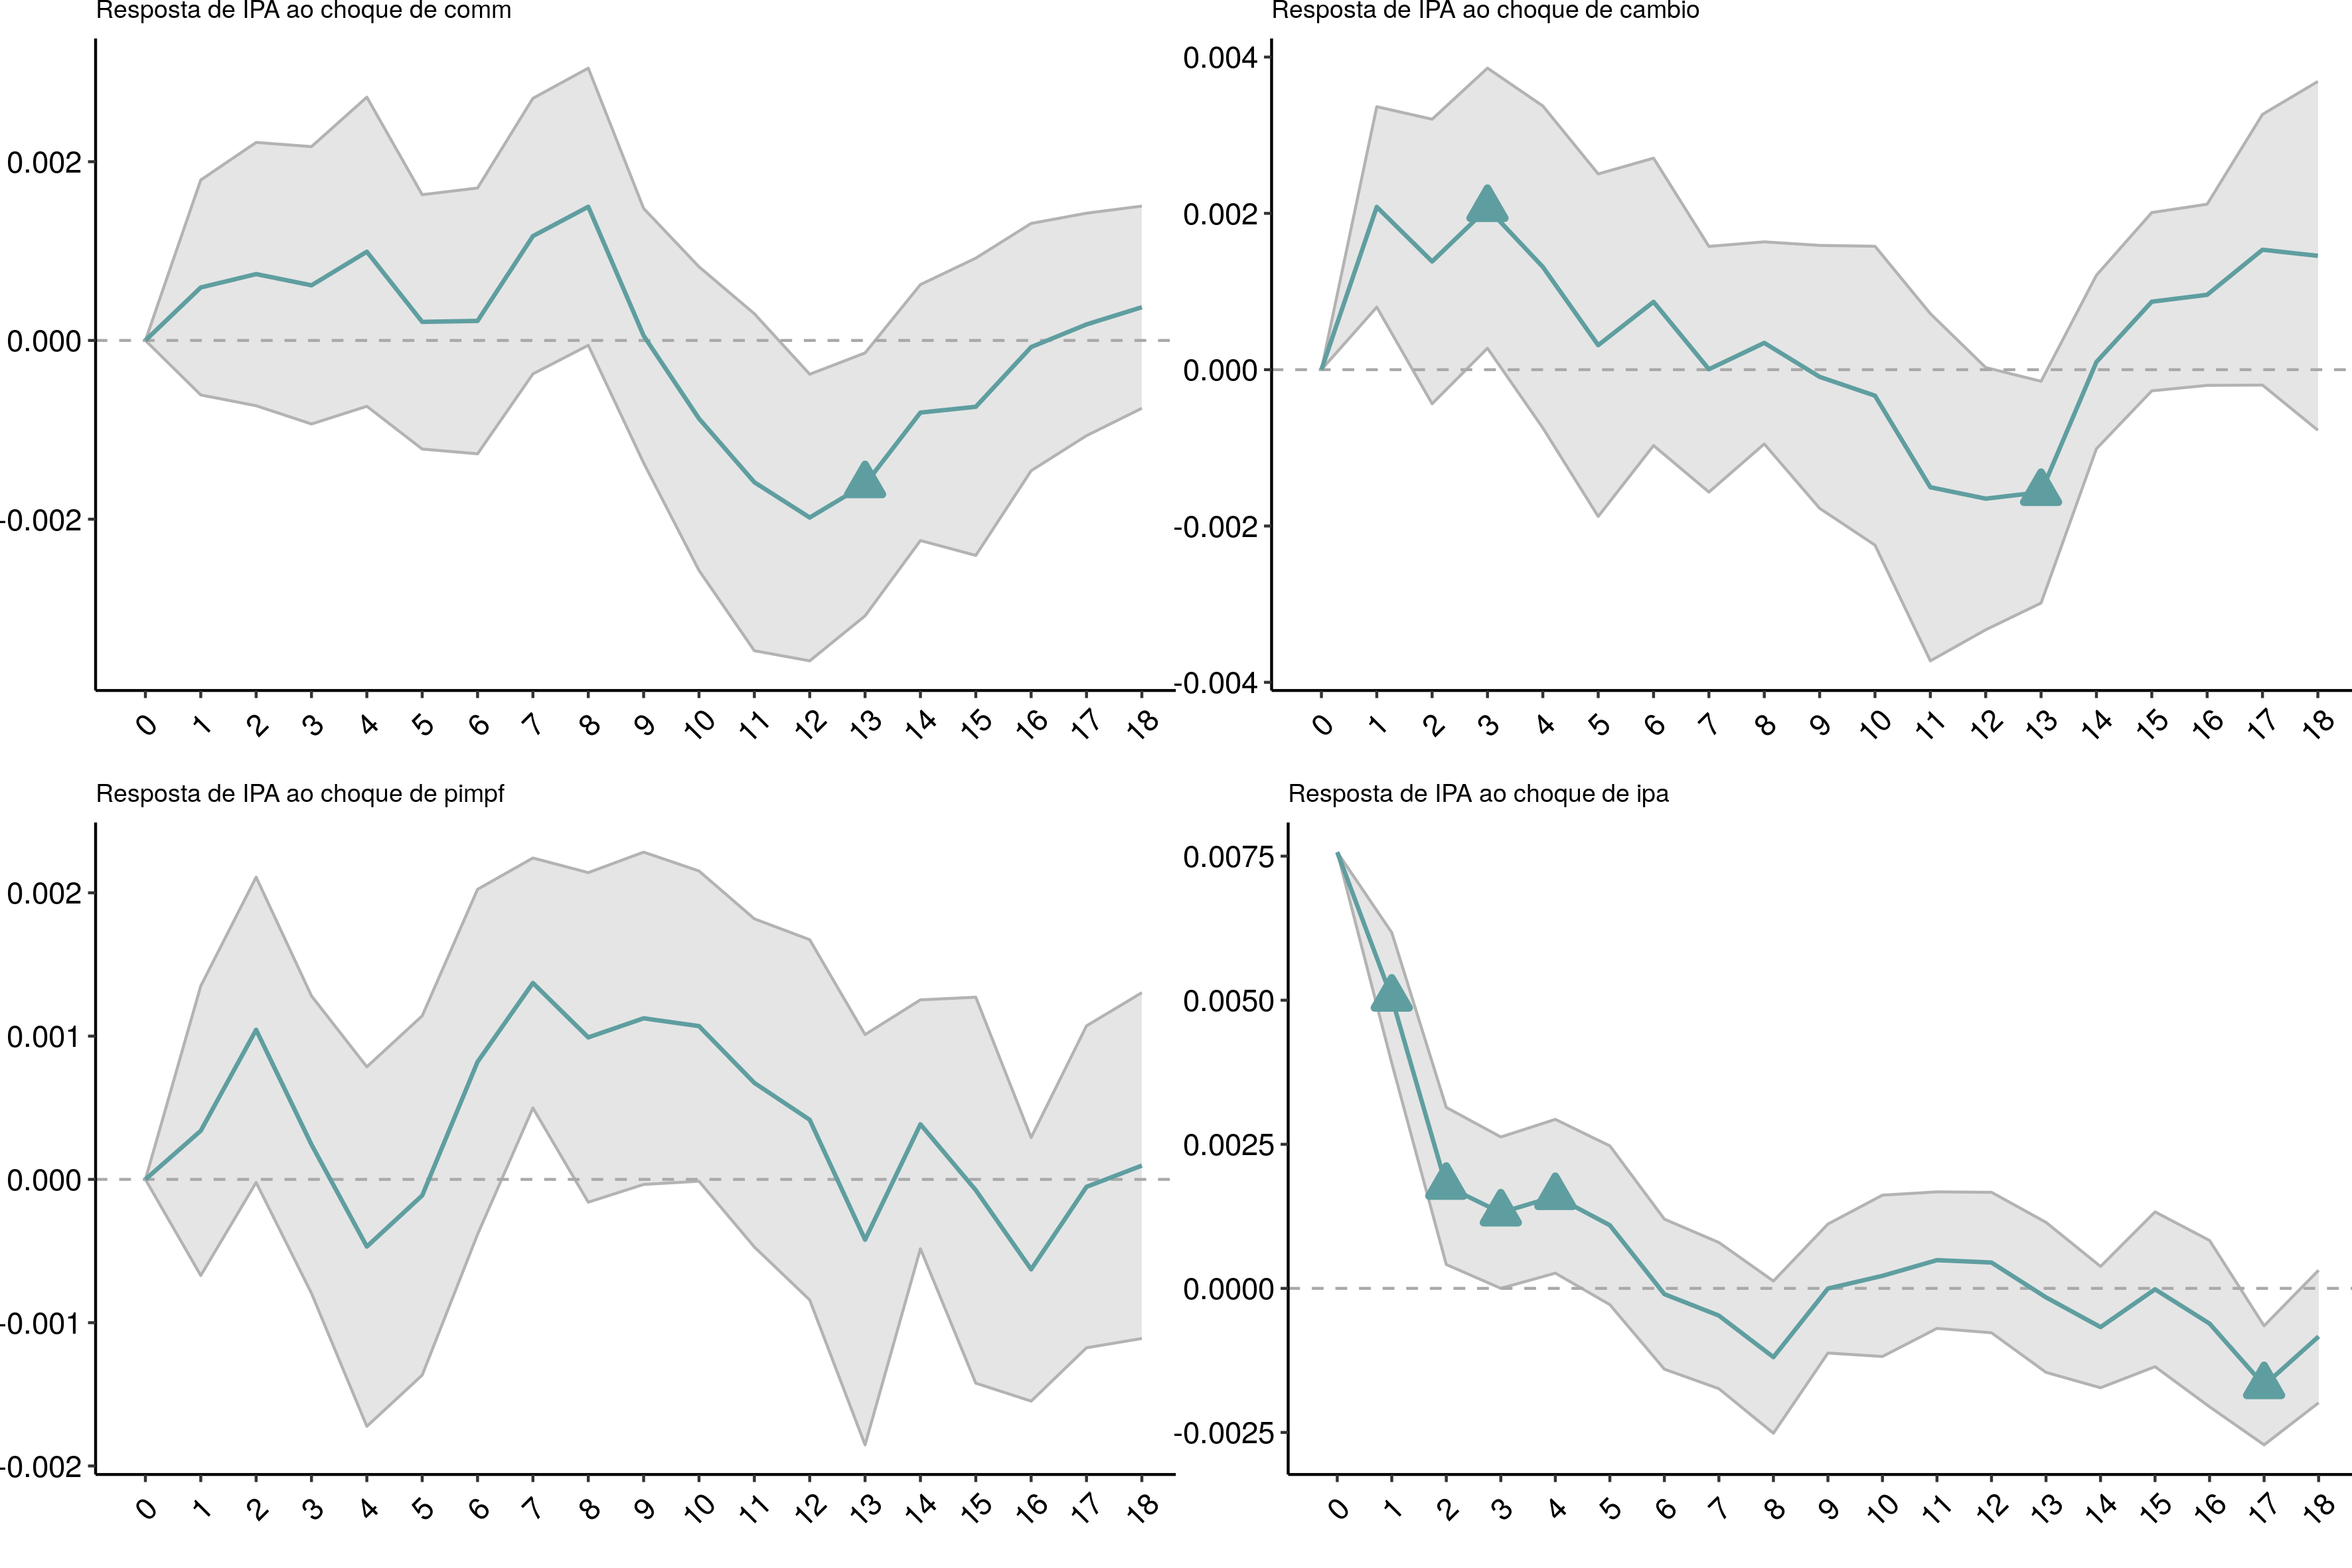 Resposta de IPA ao choque de comm
0.002
0.000
-0.002
0 1 2 3 4 5 6 7 8 9 10 11 12 13 14 15 16 17 18
Resposta de IPA ao choque de cambio
0.004
0.002
0.000
-0.002
-0.004
0 1 2 3 4 5 6 7 8 9 10 11 12 13 14 15 16 17 18
Resposta de IPA ao choque de pimpf
0.002
0.001
0.000
-0.001
-0.002
0 1 2 3 4 5 6 7 8 9 10 11 12 13 14 15 16 17 18
Resposta de IPA ao choque de ipa
0.0075
0.0050
0.0025
0.0000
-0.0025
0 1 2 3 4 5 6 7 8 9 10 11 12 13 14 15 16 17 18